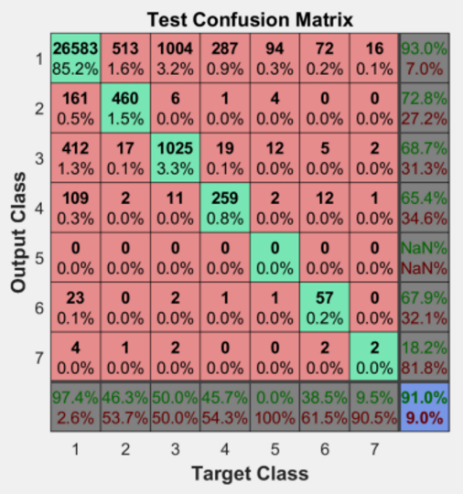 Test Confusion Matrix
1 26583 513 1004 287 94 72 16 93.0%
85.2% 1.6% 3.2% 0.9% 0.3% 0.2% 0.1% 7.0%
2 161 460 6 1 4 0 0 72.8%
0.5% 1.5% 0.0% 0.0% 0.0% 0.0% 0.0% 27.2%
3 412 17 1025 19 12 5 2 68.7%
1.3% 0.1% 3.3% 0.1% 0.0% 0.0% 0.0% 31.3%
4 109 2 11 259 2 12 1 65.4%
0.3% 0.0% 0.0% 0.8% 0.0% 0.0% 0.0% 34.6%
5 0 0 0 0 0 0 0 NaN%
0.0% 0.0% 0.0% 0.0% 0.0% 0.0% 0.0% NaN%
6 23 0 2 1 1 57 0 67.9%
0.1% 0.0% 0.0% 0.0% 0.0% 0.2% 0.0% 32.1%
7 4 1 2 0 0 2 2 18.2%
0.0% 0.0% 0.0% 0.0% 0.0% 0.0% 0.0% 81.8%
97.4% 46.3% 50.0% 45.7% 0.0% 38.5% 9.5% 91.0%
2.6% 53.7% 50.0% 54.3% 100% 61.5% 90.5% 9.0%
1 2 3 4 5 6 7
Target Class
Output Class